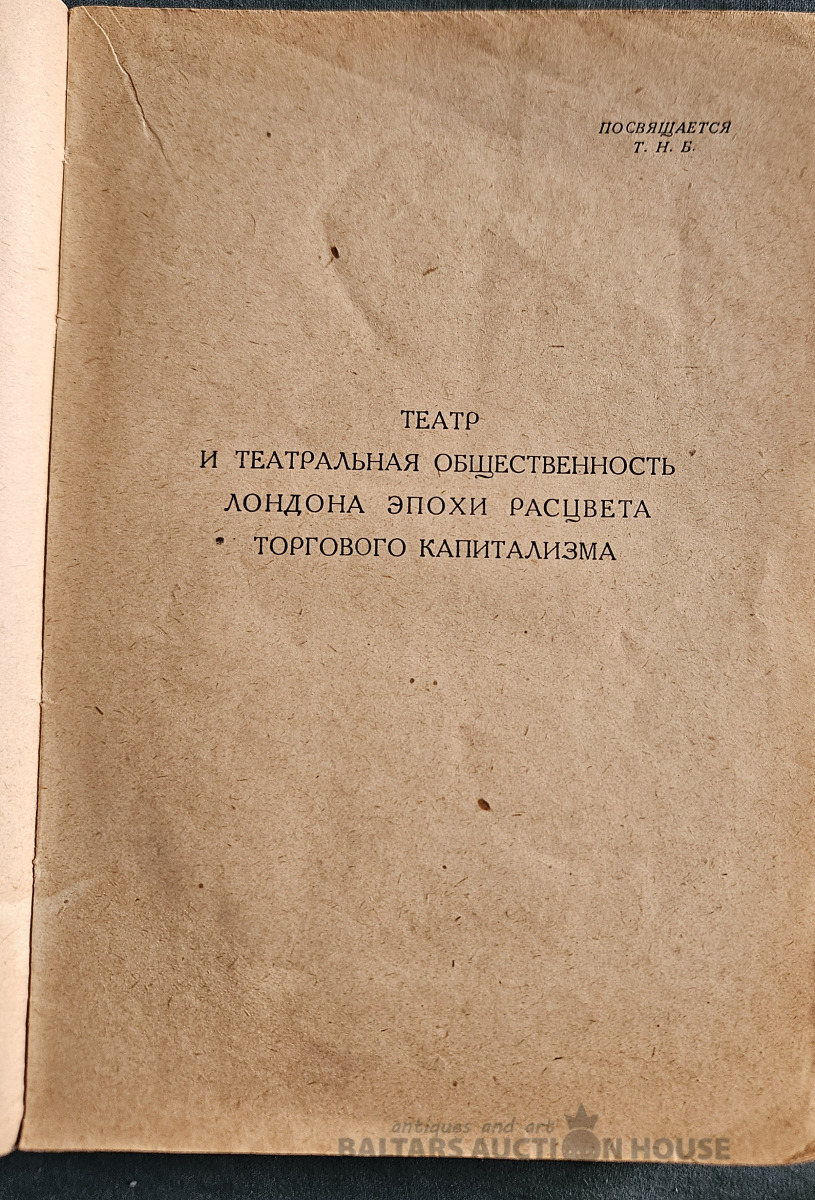 ПОСВЯЩАЕТСЯ
Т. Н. Б.
ТЕАТР
И ТЕАТРАЛЬНАЯ ОБЩЕСТВЕННОСТЬ
ЛОНДОНА ЭПОХИ РАСЦВЕТА
ТОРГОВОГО КАПИТАЛИЗМА
antiques and art
BALTARS AUCTION HOUSE